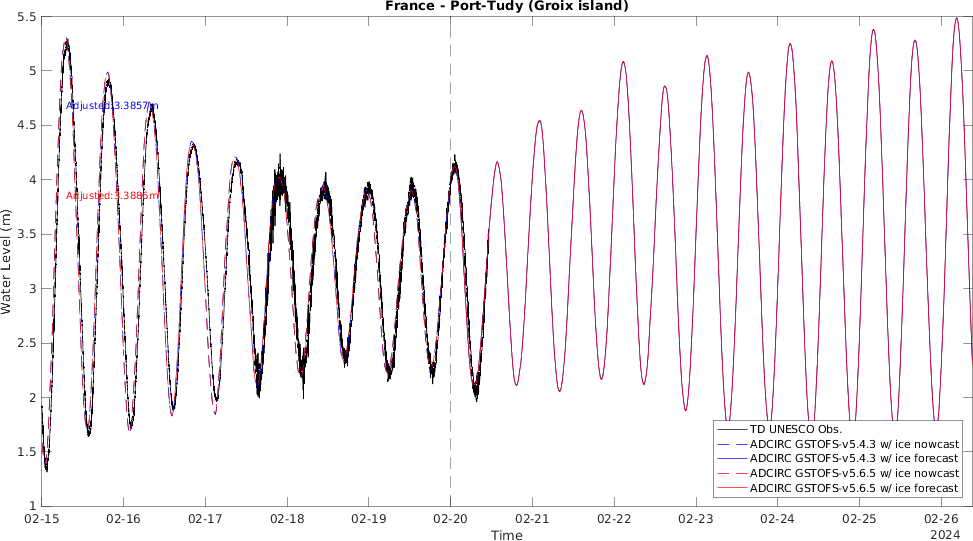 France - Port-Tudy (Groix island)
5.5
5
4.5
4
3.5
3
2.5
2
1.5
1
Water Level (m)
Adjusted:3.3857m
Adjusted:3.3885m
TD UNESCO Obs.
ADCIRC GSTOFS-v5.4.3 w/ ice nowcast
ADCIRC GSTOFS-v5.4.3 w/ ice forecast
ADCIRC GSTOFS-v5.6.5 w/ ice nowcast
ADCIRC GSTOFS-v5.6.5 w/ ice forecast
02-15 02-16 02-17 02-18 02-19 02-20 02-21 02-22 02-23 02-24 02-25 02-26
Time
2024